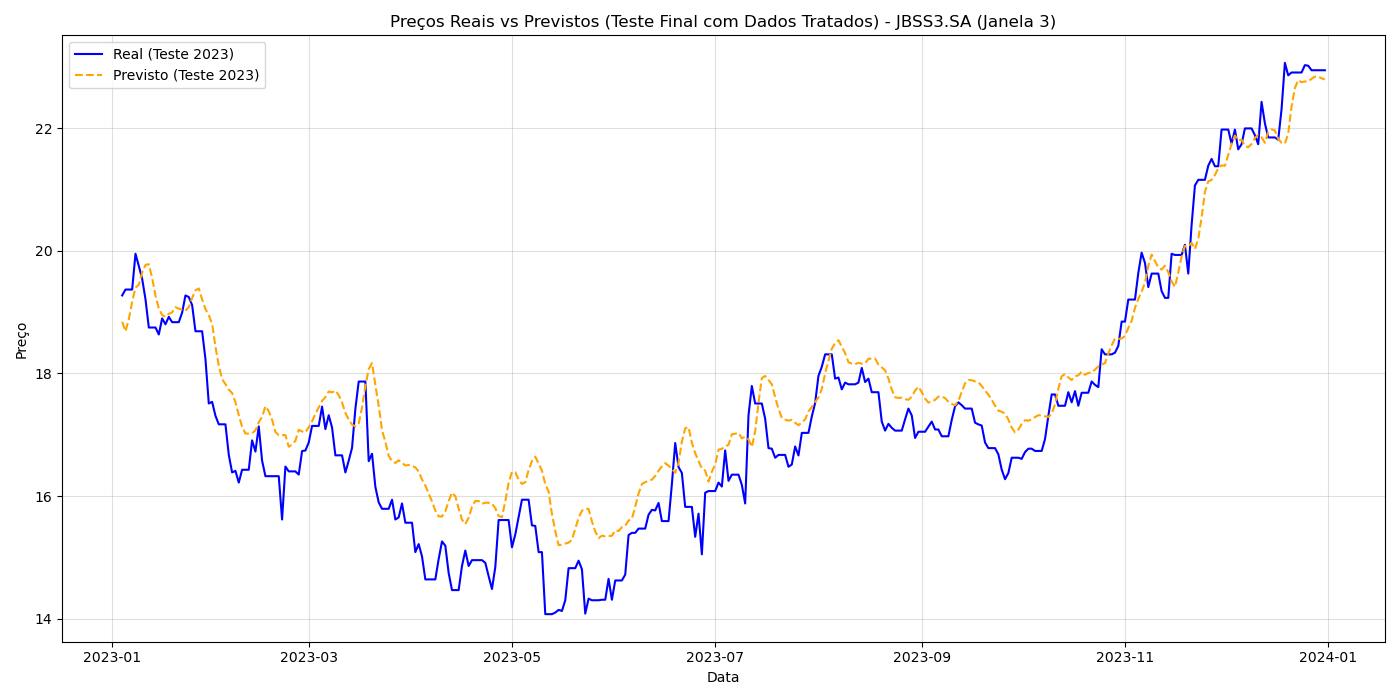 Preços Reais vs Previstos (Teste Final com Dados Tratados) - JBSS3.SA (Janela 3)
Real (Teste 2023)
Previsto (Teste 2023)
22
20
18
16
14
Preço
2023-01
2023-03
2023-05
2023-07
2023-09
2023-11
2024-01
Data